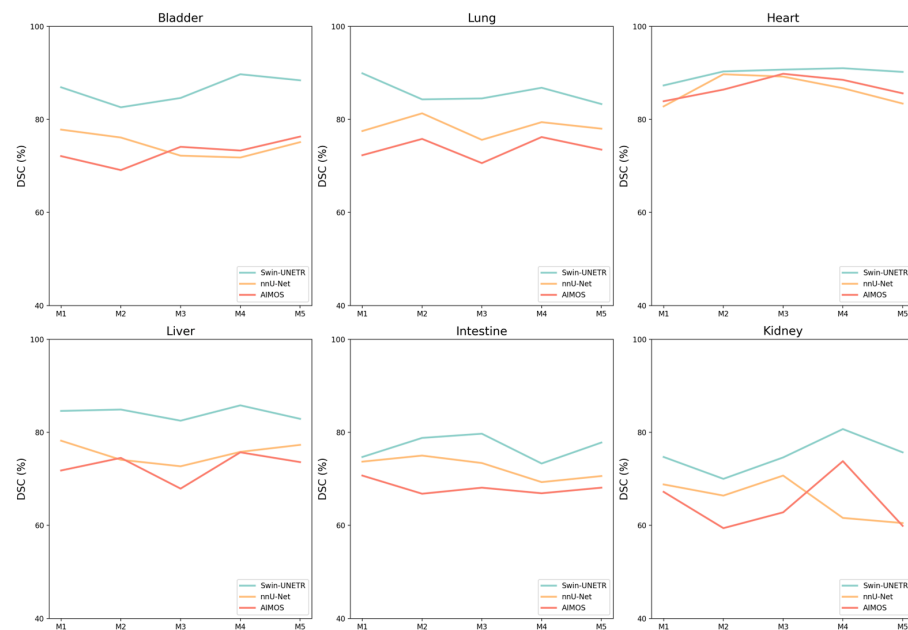 Bladder
DSC (%)
100
80
60
40
M1 M2 M3 M4 M5
Swin-UNETR
nnU-Net
AIMOS
Lung
DSC (%)
100
80
60
40
M1 M2 M3 M4 M5
Swin-UNETR
nnU-Net
AIMOS
Heart
DSC (%)
100
80
60
40
M1 M2 M3 M4 M5
Swin-UNETR
nnU-Net
AIMOS
Liver
DSC (%)
100
80
60
40
M1 M2 M3 M4 M5
Swin-UNETR
nnU-Net
AIMOS
Intestine
DSC (%)
100
80
60
40
M1 M2 M3 M4 M5
Swin-UNETR
nnU-Net
AIMOS
Kidney
DSC (%)
100
80
60
40
M1 M2 M3 M4 M5
Swin-UNETR
nnU-Net
AIMOS